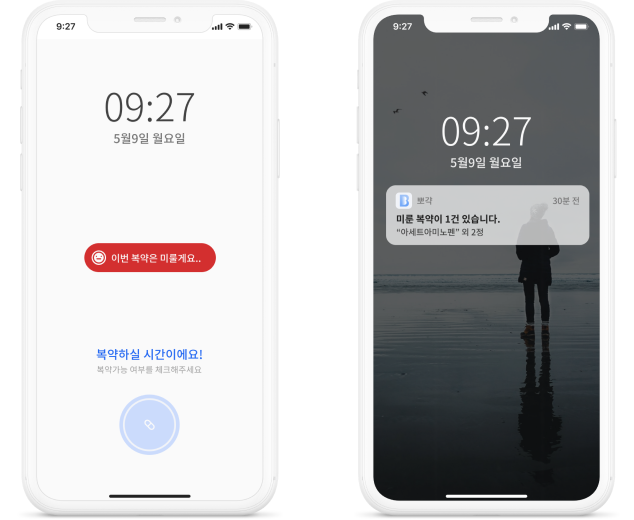 9:27
09:27
5월9일 월요일
이번 복약은 미룰게요..
복약하실 시간이에요!
복약가능 여부를 체크해주세요
9:27
09:27
5월9일 월요일
뽀각
30분 전
미룬 복약이 1건 있습니다.
“아세트아미노펜” 외 2정